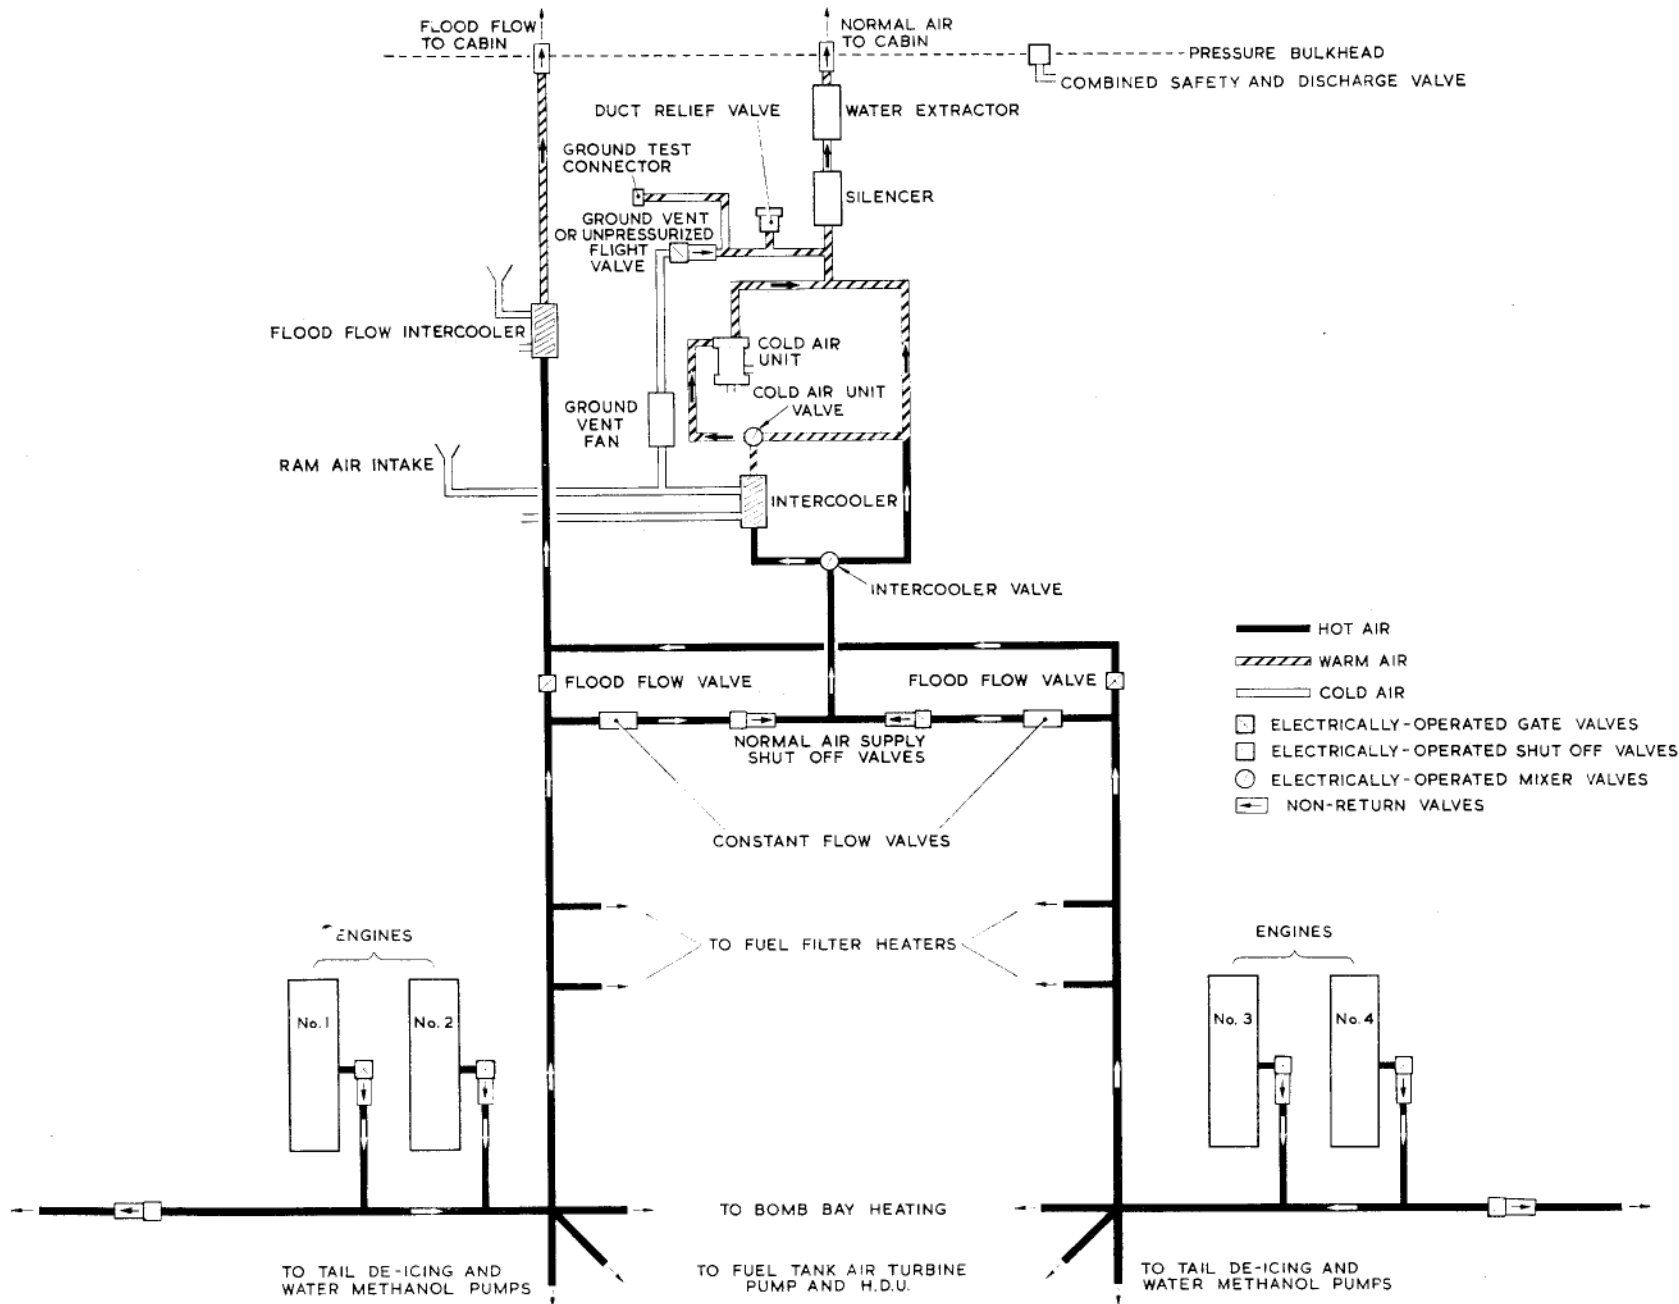 FLOOD FLOW
TO CABIN
NORMAL AIR
TO CABIN
PRESSURE BULKHEAD
COMBINED SAFETY AND DISCHARGE VALVE
DUCT RELIEF VALVE
WATER EXTRACTOR
GROUND TEST
CONNECTOR
SILENCER
GROUND VENT
OR UNPRESSURIZED
FLIGHT
VALVE
FLOOD FLOW INTERCOOLER
COLD AIR
UNIT
COLD AIR UNIT
VALVE
GROUND
VENT
FAN
RAM AIR INTAKE
INTERCOOLER
INTERCOOLER VALVE
HOT AIR
WARM AIR
COLD AIR
ELECTRICALLY-OPERATED GATE VALVES
ELECTRICALLY-OPERATED SHUT OFF VALVES
ELECTRICALLY-OPERATED MIXER VALVES
NON-RETURN VALVES
FLOOD FLOW VALVE
FLOOD FLOW VALVE
NORMAL AIR SUPPLY
SHUT OFF VALVES
CONSTANT FLOW VALVES
TO FUEL FILTER HEATERS
ENGINES
ENGINES
No.1
No.2
No.3
No.4
TO BOMB BAY HEATING
TO TAIL DE-ICING AND
WATER METHANOL PUMPS
TO FUEL TANK AIR TURBINE
PUMP AND H.D.U.
TO TAIL DE-ICING AND
WATER METHANOL PUMPS